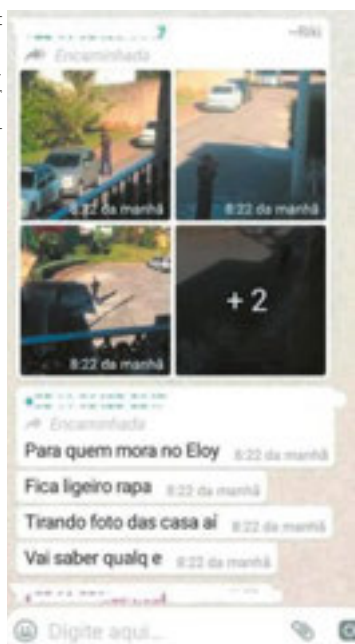 ~Riki
Encaminhada
8:22 da manhã
8:22 da manhã
8:22 da manhã
+ 2
Encaminhada
Para quem mora no Eloy 8:22 da manhã
Fica ligeiro rapa 8:22 da manhã
Tirando foto das casa aí 8:22 da manhã
Vai saber qualq e 8:22 da manhã
Digite aqui...